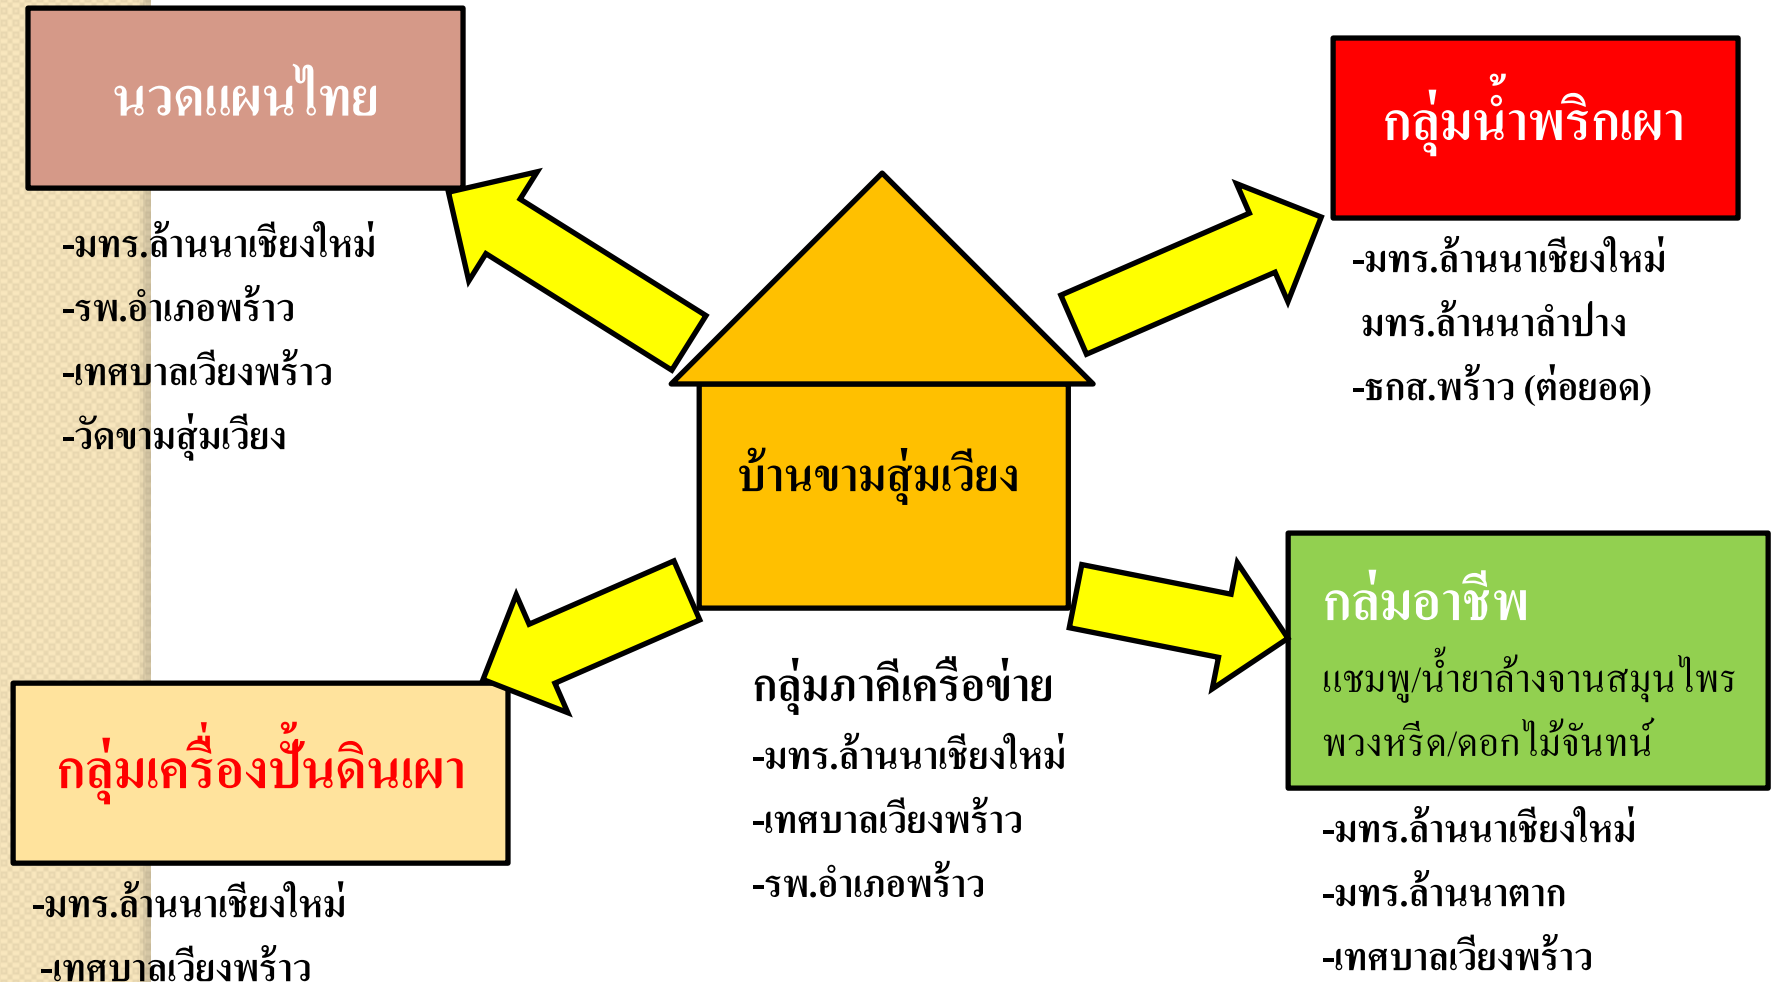 นวดแผนไทย
-มทร.ล้านนาเชียงใหม่
-รพ.อำเภอพร้าว
-เทศบาลเวียงพร้าว
-วัดขามสุ่มเวียง
กลุ่มน้ำพริกเผา
-มทร.ล้านนาเชียงใหม่
มทร.ล้านนาลำปาง
-ธกส.พร้าว (ต่อยอด)
บ้านขามสุ่มเวียง
กลุ่มเครื่องปั้นดินเผา
-มทร.ล้านนาเชียงใหม่
-เทศบาลเวียงพร้าว
กลุ่มภาคีเครือข่าย
-มทร.ล้านนาเชียงใหม่
-เทศบาลเวียงพร้าว
-รพ.อำเภอพร้าว
กล่มอาชีพ
แชมพู/น้ำยาล้างจานสมุนไพร
พวงหรีด/ดอกไม้จันทน์
-มทร.ล้านนาเชียงใหม่
-มทร.ล้านนาตาก
-เทศบาลเวียงพร้าว